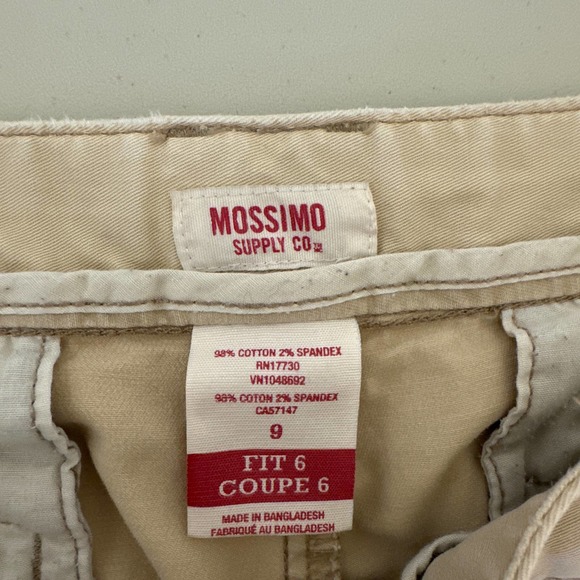 MOSSIMO
SUPPLY CO.™
98% COTTON 2% SPANDEX
RN17730
VN1048692
98% COTON 2% SPANDEX
CA57147
9
FIT 6
COUPE 6
MADE IN BANGLADESH
FABRIQUÉ AU BANGLADESH